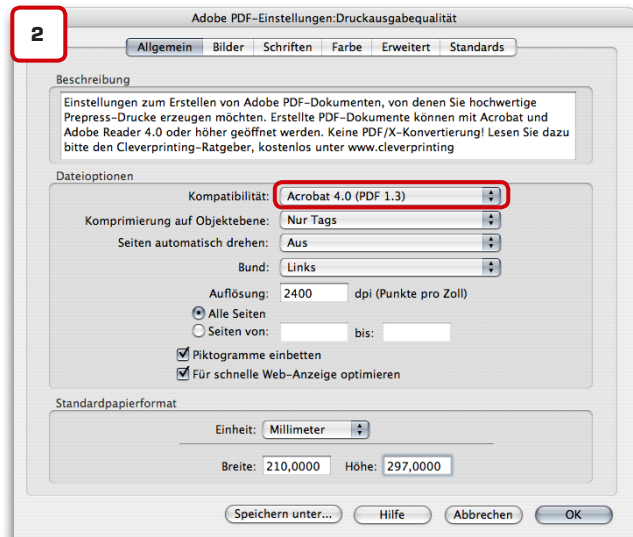 2
Adobe PDF-Einstellungen:Druckausgabequalität
Allgemein Bilder Schriften Farbe Erweitert Standards
Beschreibung
Einstellungen zum Erstellen von Adobe PDF-Dokumenten, von denen Sie hochwertige
Prepress-Drucke erzeugen möchten. Erstellte PDF-Dokumente können mit Acrobat und
Adobe Reader 4.0 oder höher geöffnet werden. Keine PDF/X-Konvertierung! Lesen Sie dazu
bitte den Cleverprinting-Ratgeber, kostenlos unter www.cleverprinting
Dateioptionen
Kompatibilität: Acrobat 4.0 (PDF 1.3)
Komprimierung auf Objektebene: Nur Tags
Seiten automatisch drehen: Aus
Bund: Links
Auflösung: 2400 dpi (Punkte pro Zoll)
Alle Seiten
Seiten von: bis:
Piktogramme einbetten
Für schnelle Web-Anzeige optimieren
Standardpapierformat
Einheit: Millimeter
Breite: 210,0000 Höhe: 297,0000
Speichern unter... Hilfe Abbrechen OK